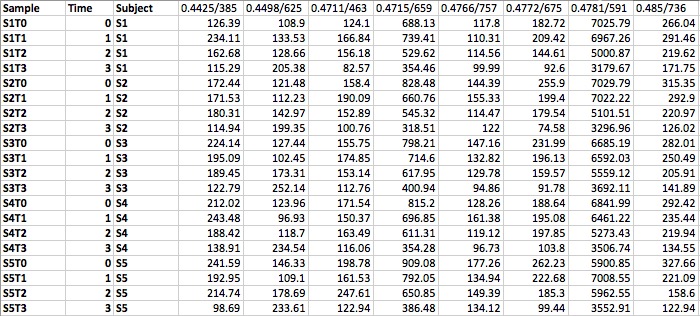 Sample Time Subject 0.4425/385 0.4498/625 0.4711/463 0.4715/659 0.4766/757 0.4772/675 0.4781/591 0.485/736
S1T0 0 S1 126.39 108.9 124.1 688.13 117.8 182.72 7025.79 266.04
S1T1 1 S1 234.11 133.53 166.84 739.41 110.31 209.42 6967.26 291.46
S1T2 2 S1 162.68 128.66 156.18 529.62 114.56 144.61 5000.87 219.62
S1T3 3 S1 115.29 205.38 82.57 354.46 99.99 92.6 3179.67 171.75
S2T0 0 S2 172.44 121.48 158.4 828.48 144.39 255.9 7029.79 315.35
S2T1 1 S2 171.53 112.23 190.09 660.76 155.33 199.4 7022.22 292.9
S2T2 2 S2 180.31 142.97 152.89 545.32 114.47 179.54 5101.51 220.97
S2T3 3 S2 114.94 199.35 100.76 318.51 122 74.58 3296.96 126.02
S3T0 0 S3 224.14 127.44 155.75 798.21 147.16 231.99 6685.19 282.01
S3T1 1 S3 195.09 102.45 174.85 714.6 132.82 196.13 6592.03 250.49
S3T2 2 S3 189.45 173.31 153.14 617.95 129.78 159.57 5559.12 205.91
S3T3 3 S3 122.79 252.14 112.76 400.94 94.86 91.78 3692.11 141.89
S4T0 0 S4 212.02 123.96 171.54 815.2 128.26 188.64 6841.99 292.42
S4T1 1 S4 243.48 96.93 150.37 696.85 161.38 195.08 6461.22 235.44
S4T2 2 S4 188.42 118.7 163.49 611.31 119.12 197.85 5273.43 219.94
S4T3 3 S4 138.91 234.54 116.06 354.28 96.73 103.8 3506.74 134.55
S5T0 0 S5 241.59 146.33 198.78 909.08 177.26 262.23 5900.85 327.66
S5T1 1 S5 192.95 109.1 161.53 792.05 134.94 222.68 7008.55 221.09
S5T2 2 S5 214.74 178.69 247.61 650.85 149.39 185.3 5962.55 158.6
S5T3 3 S5 98.69 233.61 122.94 386.48 134.12 99.44 3552.91 122.94